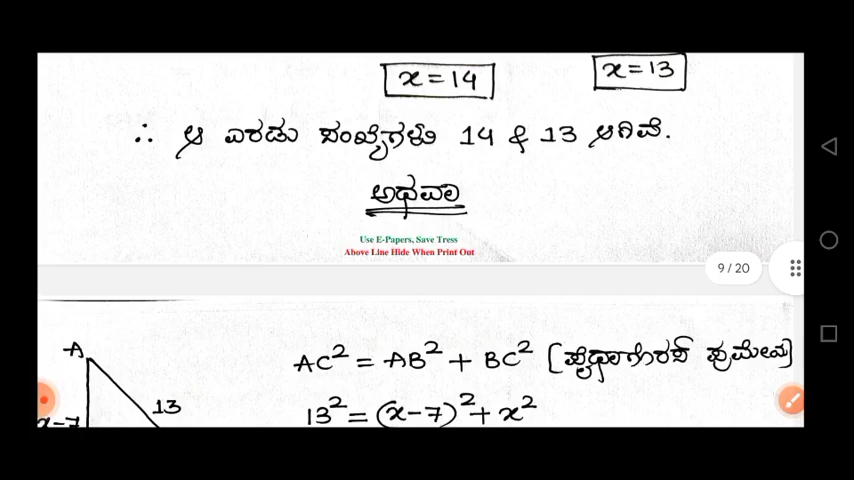 x = 14 x = 13
∴ ಆ ಎರಡು ಸಂಖ್ಯೆಗಳು 14 & 13 ಆಗಿವೆ.
ಅಥವಾ
Use E-Papers, Save Tress
Above Line Hide When Print Out
9 / 20
A
AC² = AB² + BC² [ಪೈಥಾಗೊರಸ್ ಪ್ರಮೇಯ]
13
13² = (x-7)² + x²
x-7